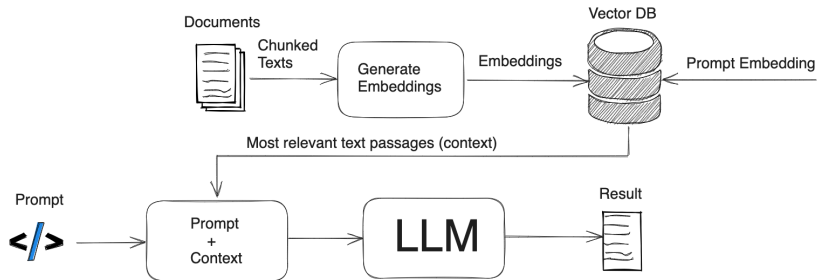 Documents
Vector DB
Chunked
Texts
Generate
Embeddings
Embeddings
Prompt Embedding
Most relevant text passages (context)
Prompt
</>
Prompt
+
Context
LLM
Result